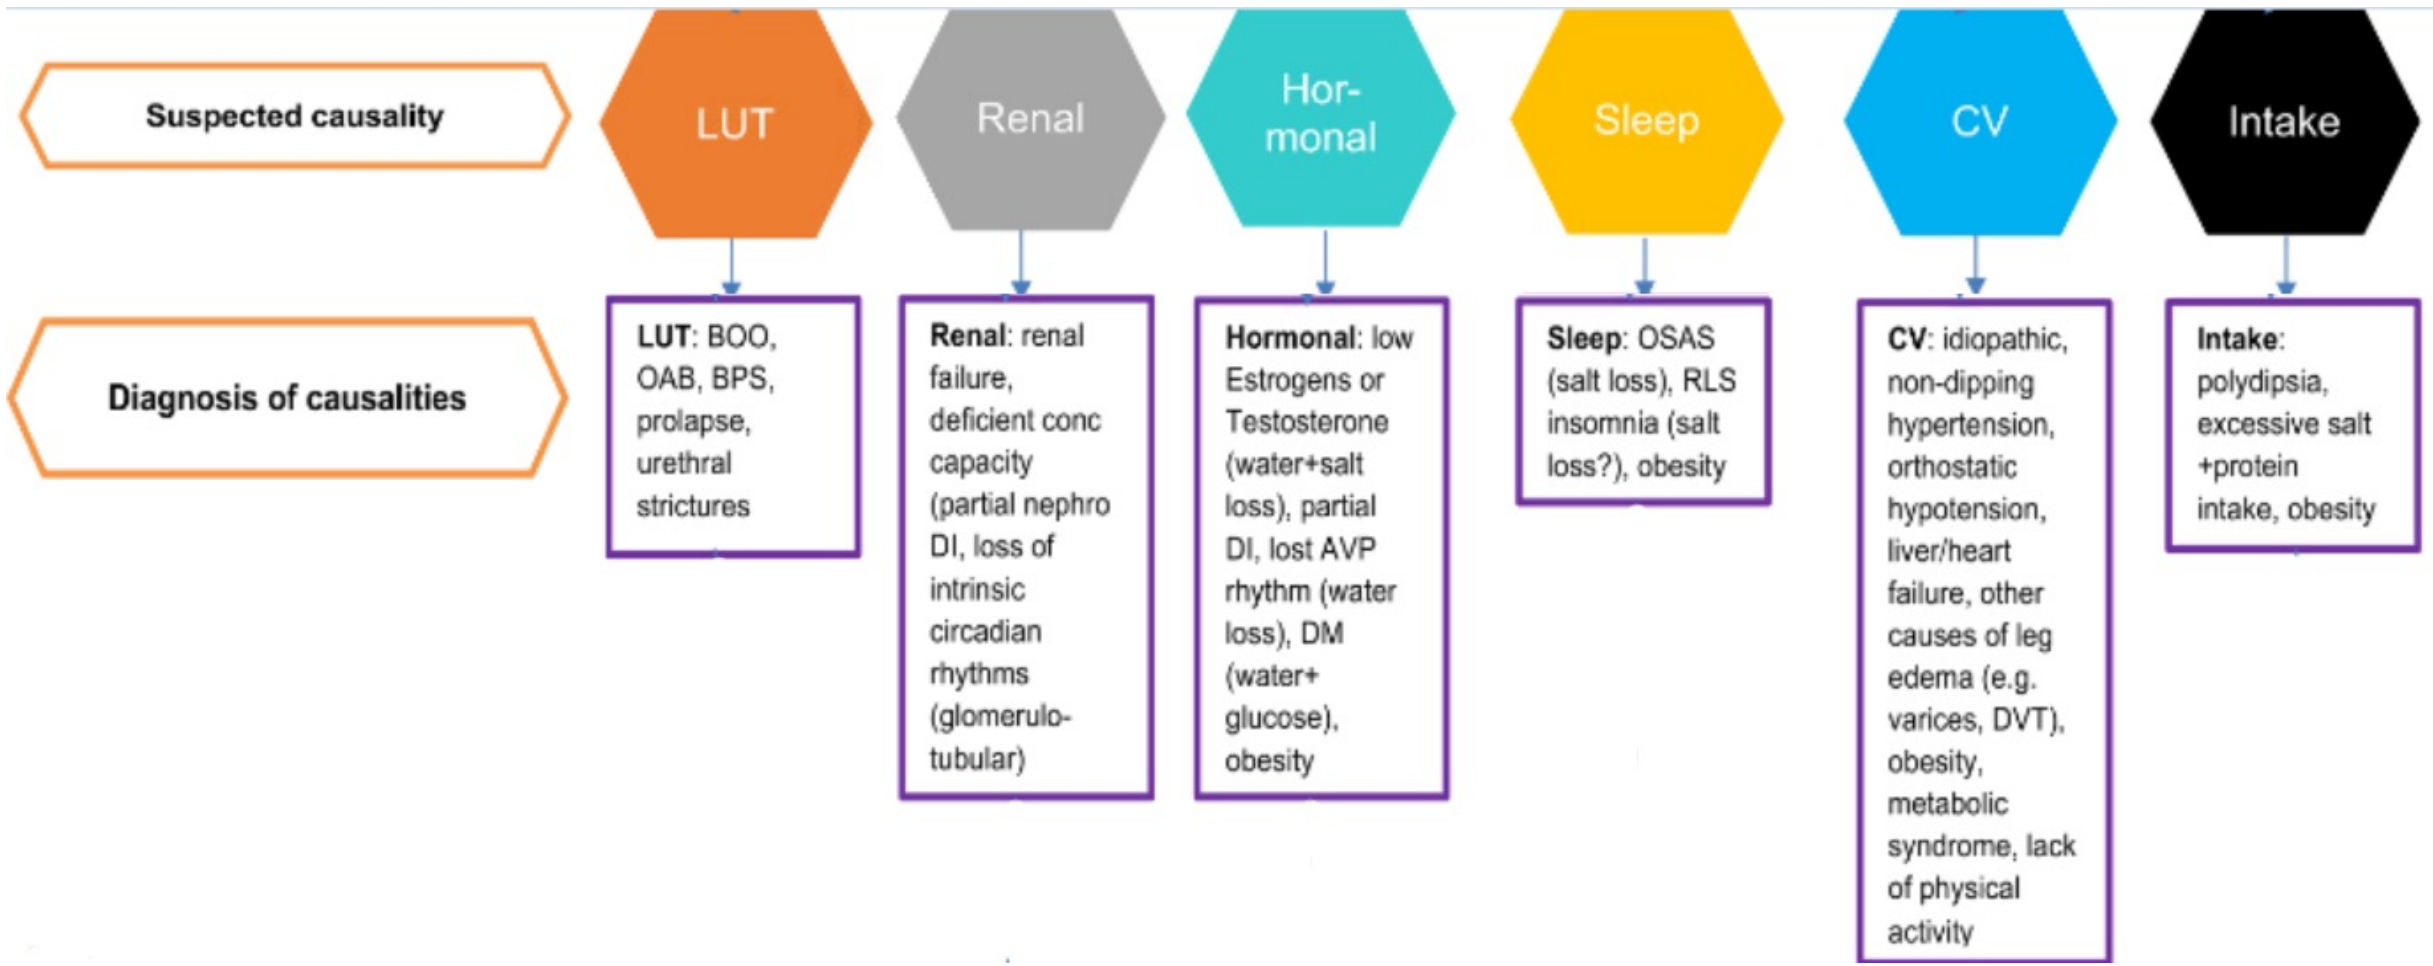 Suspected causality
LUT
Renal
Hor-
monal
Sleep
CV
Intake
Diagnosis of causalities
LUT: BOO,
OAB, BPS,
prolapse,
urethral
strictures
Renal: renal
failure,
deficient conc
capacity
(partial nephro
DI, loss of
intrinsic
circadian
rhythms
(glomerulo-
tubular)
Hormonal: low
Estrogens or
Testosterone
(water+salt
loss), partial
DI, lost AVP
rhythm (water
loss), DM
(water+
glucose),
obesity
Sleep: OSAS
(salt loss), RLS
insomnia (salt
loss?), obesity
CV: idiopathic,
non-dipping
hypertension,
orthostatic
hypotension,
liver/heart
failure, other
causes of leg
edema (e.g.
varices, DVT),
obesity,
metabolic
syndrome, lack
of physical
activity
Intake:
polydipsia,
excessive salt
+protein
intake, obesity